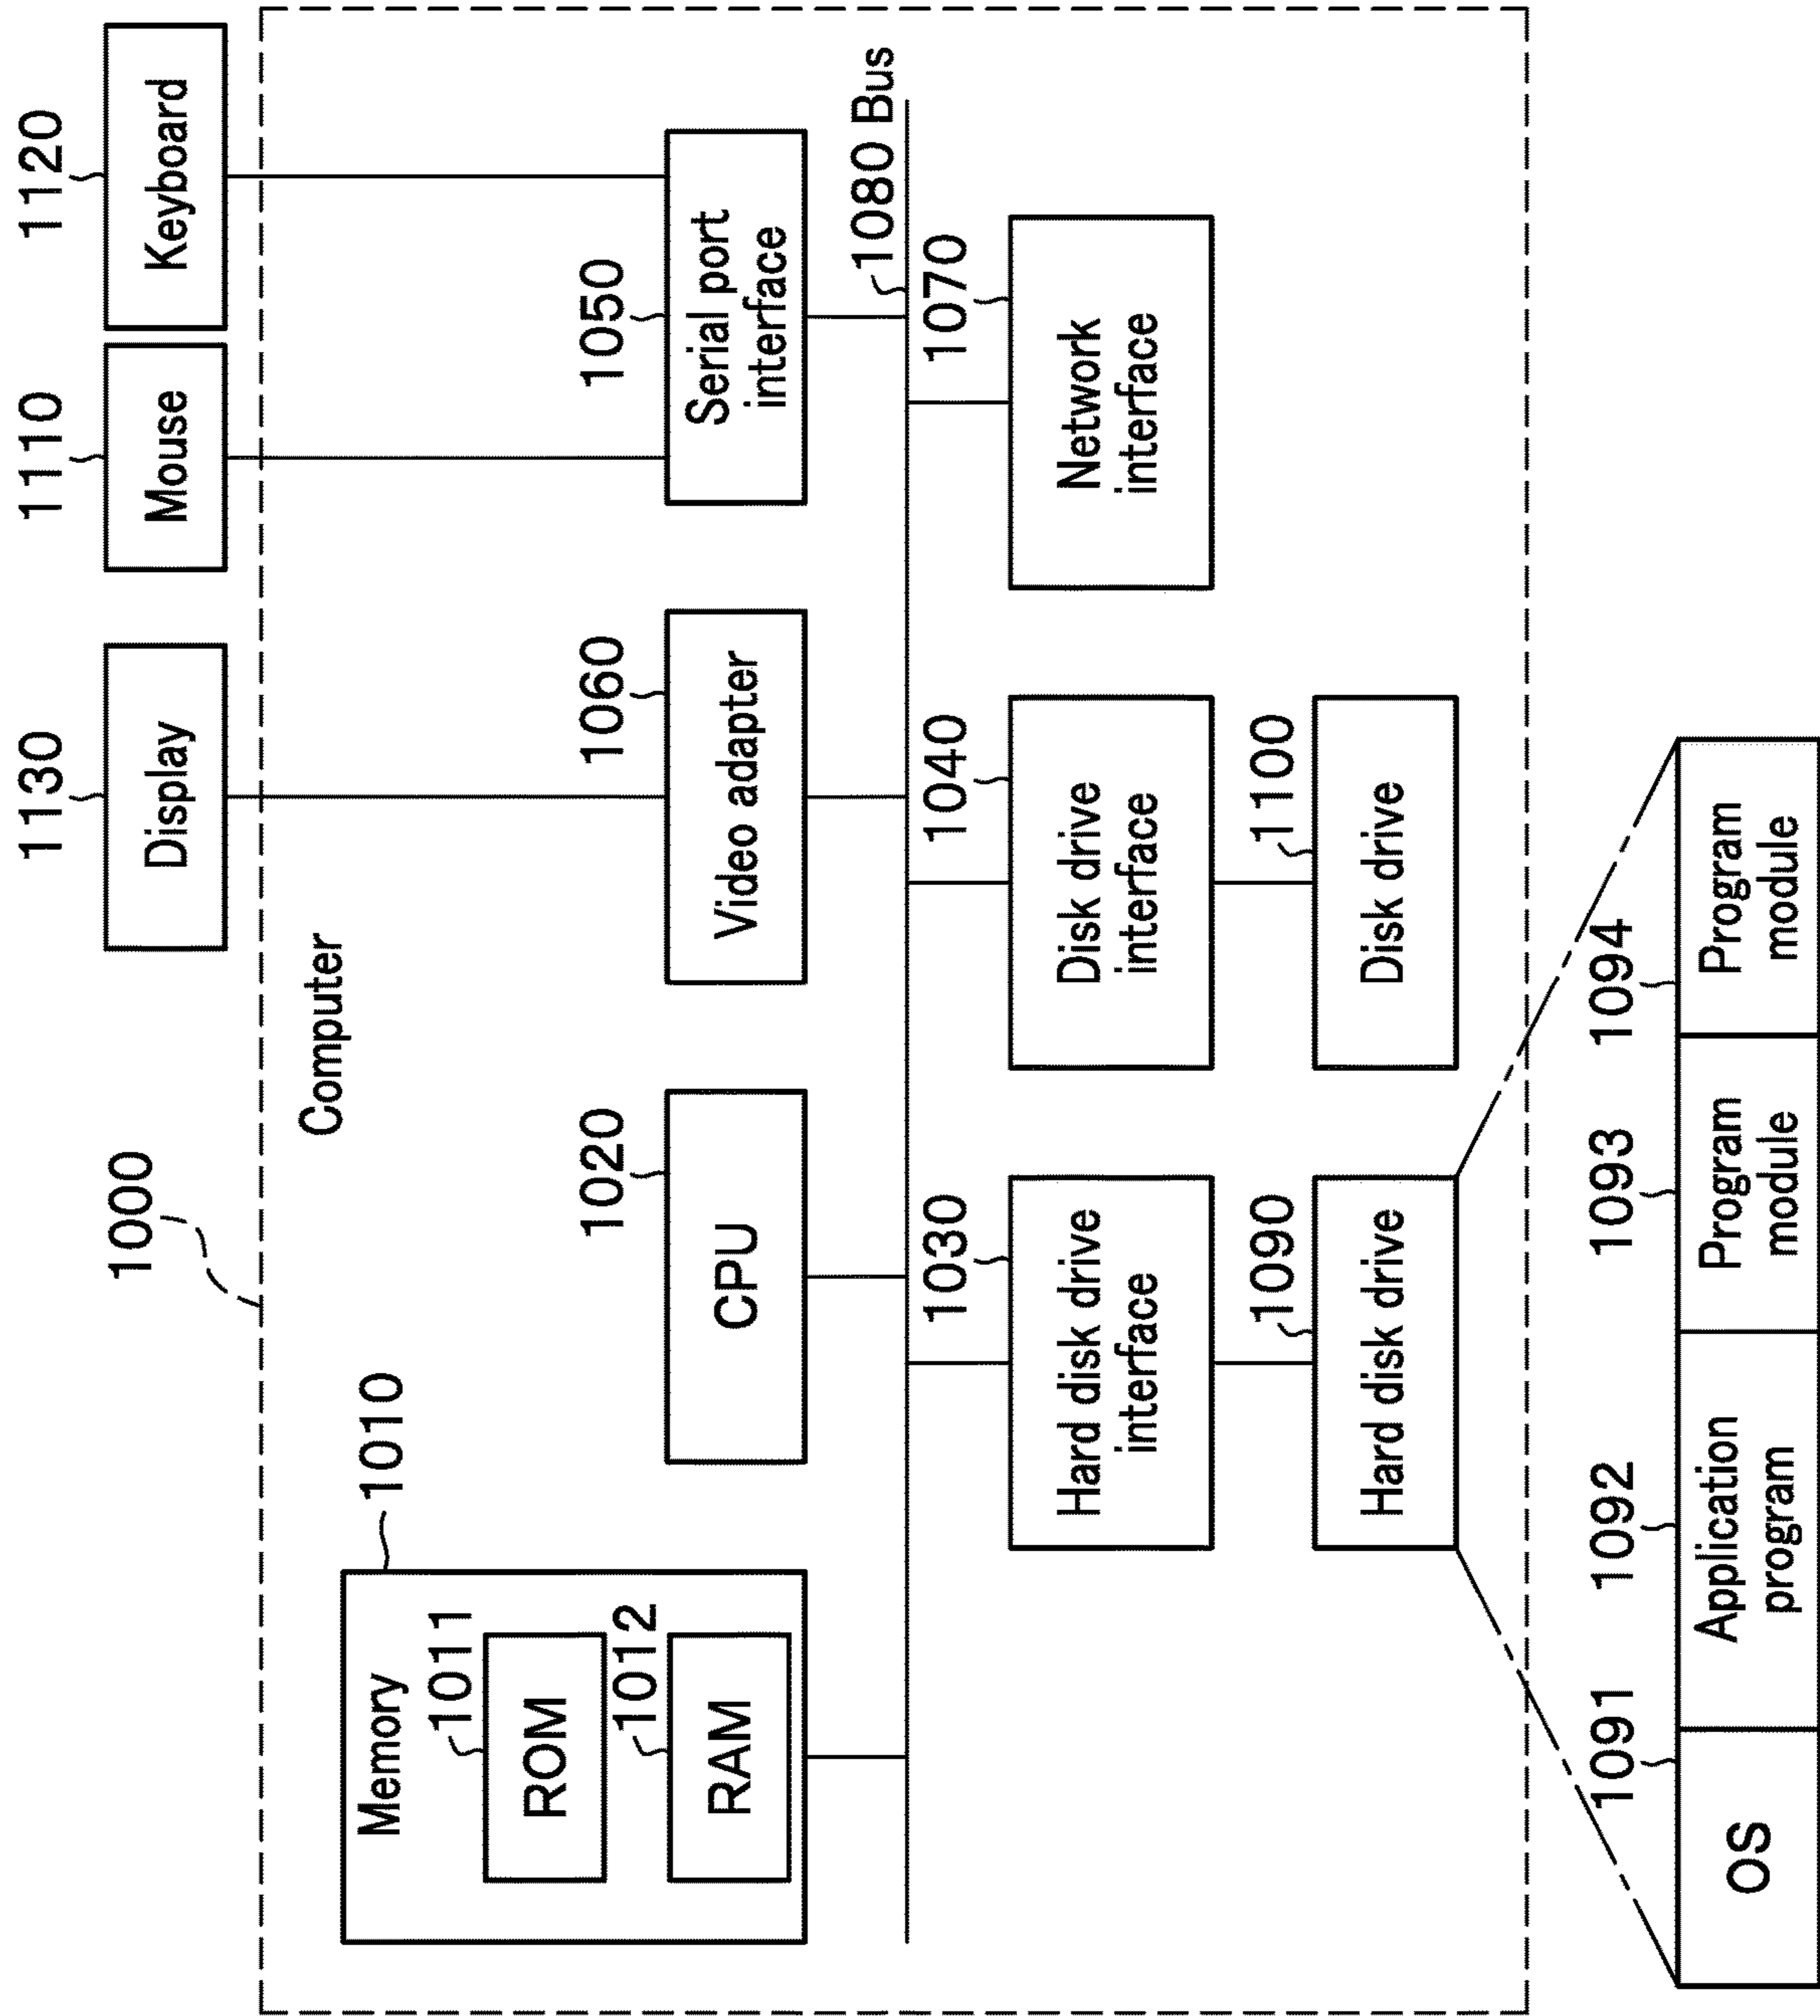 1130
1110
1120
Display
Mouse
Keyboard
1000
Computer
1010
Memory
1011
ROM
1012
RAM
1020
CPU
1060
Video adapter
1050
Serial port
interface
1080 Bus
1030
Hard disk drive
interface
1040
Disk drive
interface
1070
Network
interface
1090
Hard disk drive
1100
Disk drive
1091
1092
1093
1094
OS
Application
program
Program
module
Program
module